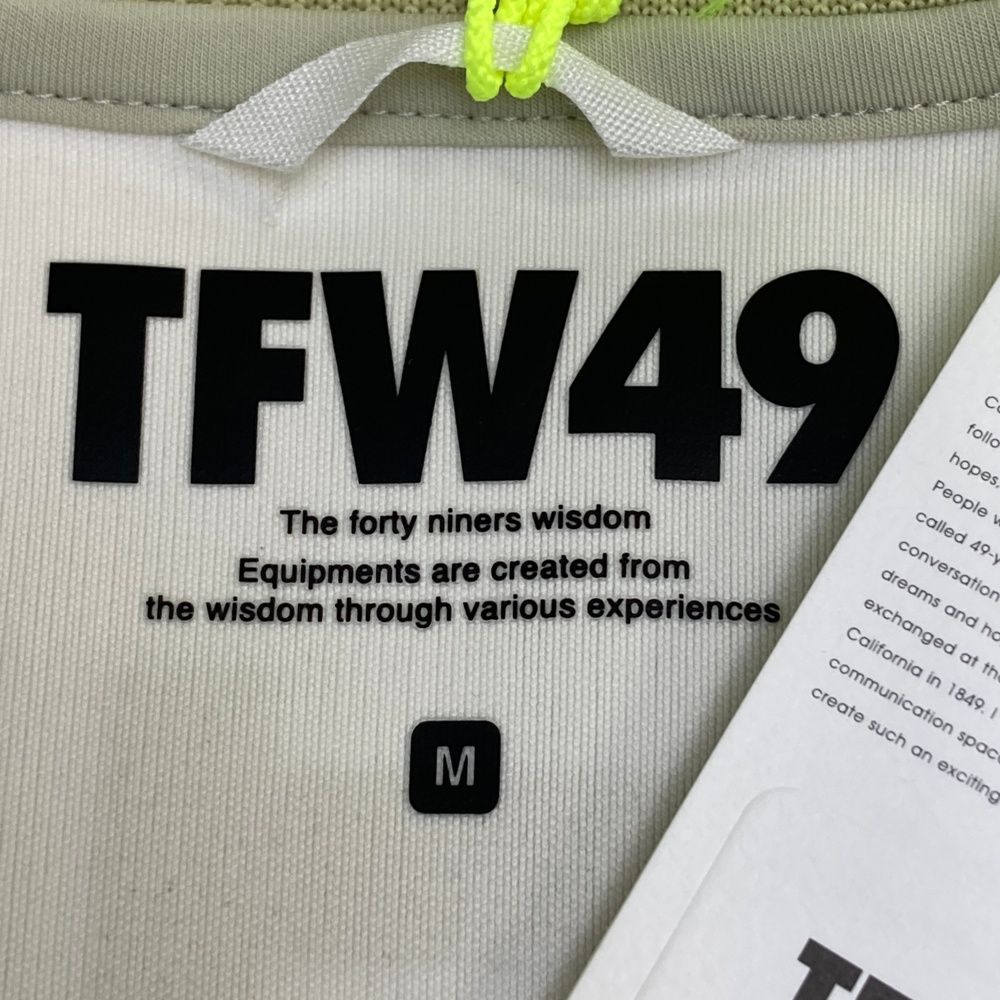 TFW49
The forty niners wisdom
Equipments are created from
the wisdom through various experiences
M
hopes,
People
called
conversation
dreams and
exchanged at
California in 1849. I
communication
create such an exciting